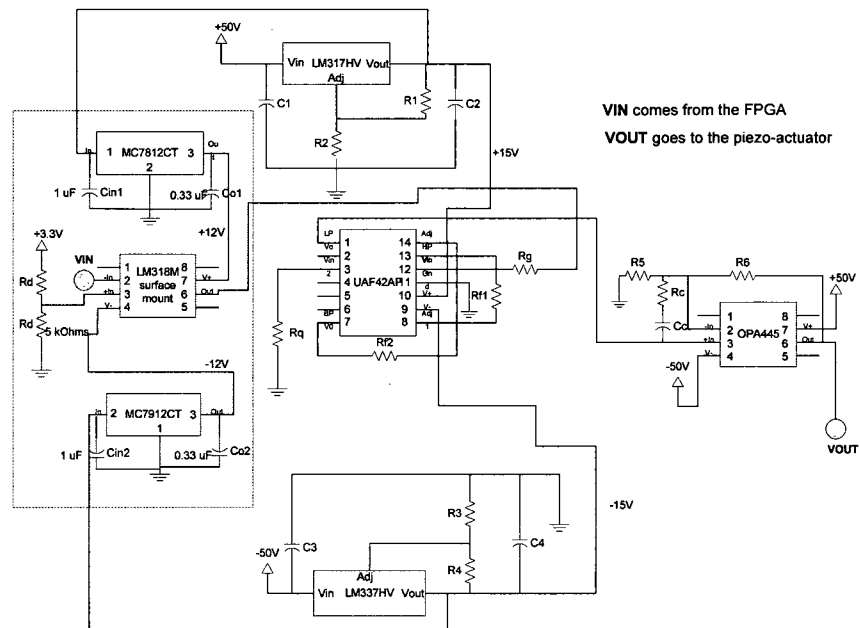 +50V
Vin LM317HV Vout
Adj
C1
R1
C2
R2
VIN comes from the FPGA
VOUT goes to the piezo-actuator
+15V
In
1 MC7812CT 3
2
Ou
t
1 uF
Cin1
0.33 uF
Co1
+12V
+3.3V
VIN
Rd
Rd
5 kOhms
1 8
-In 2 LM318M 7 V+
+In 3 surface 6 Out
V- 4 mount 5
-12V
In
2 MC7912CT 3
1
Out
1 uF
Cin2
0.33 uF
Co2
LP 1 14 Adj
Vo 2 13 HP
Vin 3 12 Vo
2 4 UAF42AP 11 Gn
d
5 10 V+
BP 6 9 V-
Vo 7 8 Adj
1
Rg
Rf1
Rq
Rf2
R5
R6
Rc
Cc
+50V
1 8
-In 2 OPA445 7 V+
+In 3 6 Out
V- 4 5
-50V
VOUT
-15V
R3
C3
C4
R4
-50V
Adj
Vin LM337HV Vout